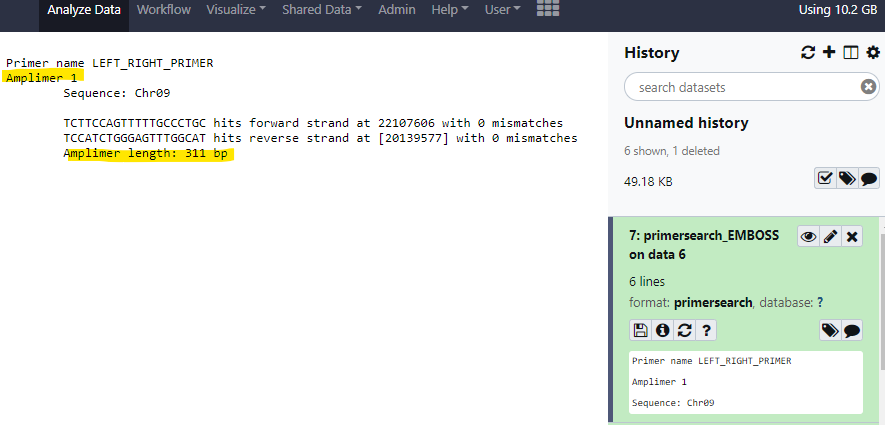 Analyze Data Workflow Visualize Shared Data Admin Help User Using 10.2 GB
Primer name LEFT_RIGHT_PRIMER
Amplimer 1
Sequence: Chr09
TCTTCCAGTTTTTGCCCTGC hits forward strand at 22107606 with 0 mismatches
TCCATCTGGGAGTTTGGCAT hits reverse strand at [20139577] with 0 mismatches
Amplimer length: 311 bp
History
search datasets
Unnamed history
6 shown, 1 deleted
49.18 KB
7: primersearch_EMBOSS
on data 6
6 lines
format: primersearch, database: ?
?
Primer name LEFT_RIGHT_PRIMER
Amplimer 1
Sequence: Chr09